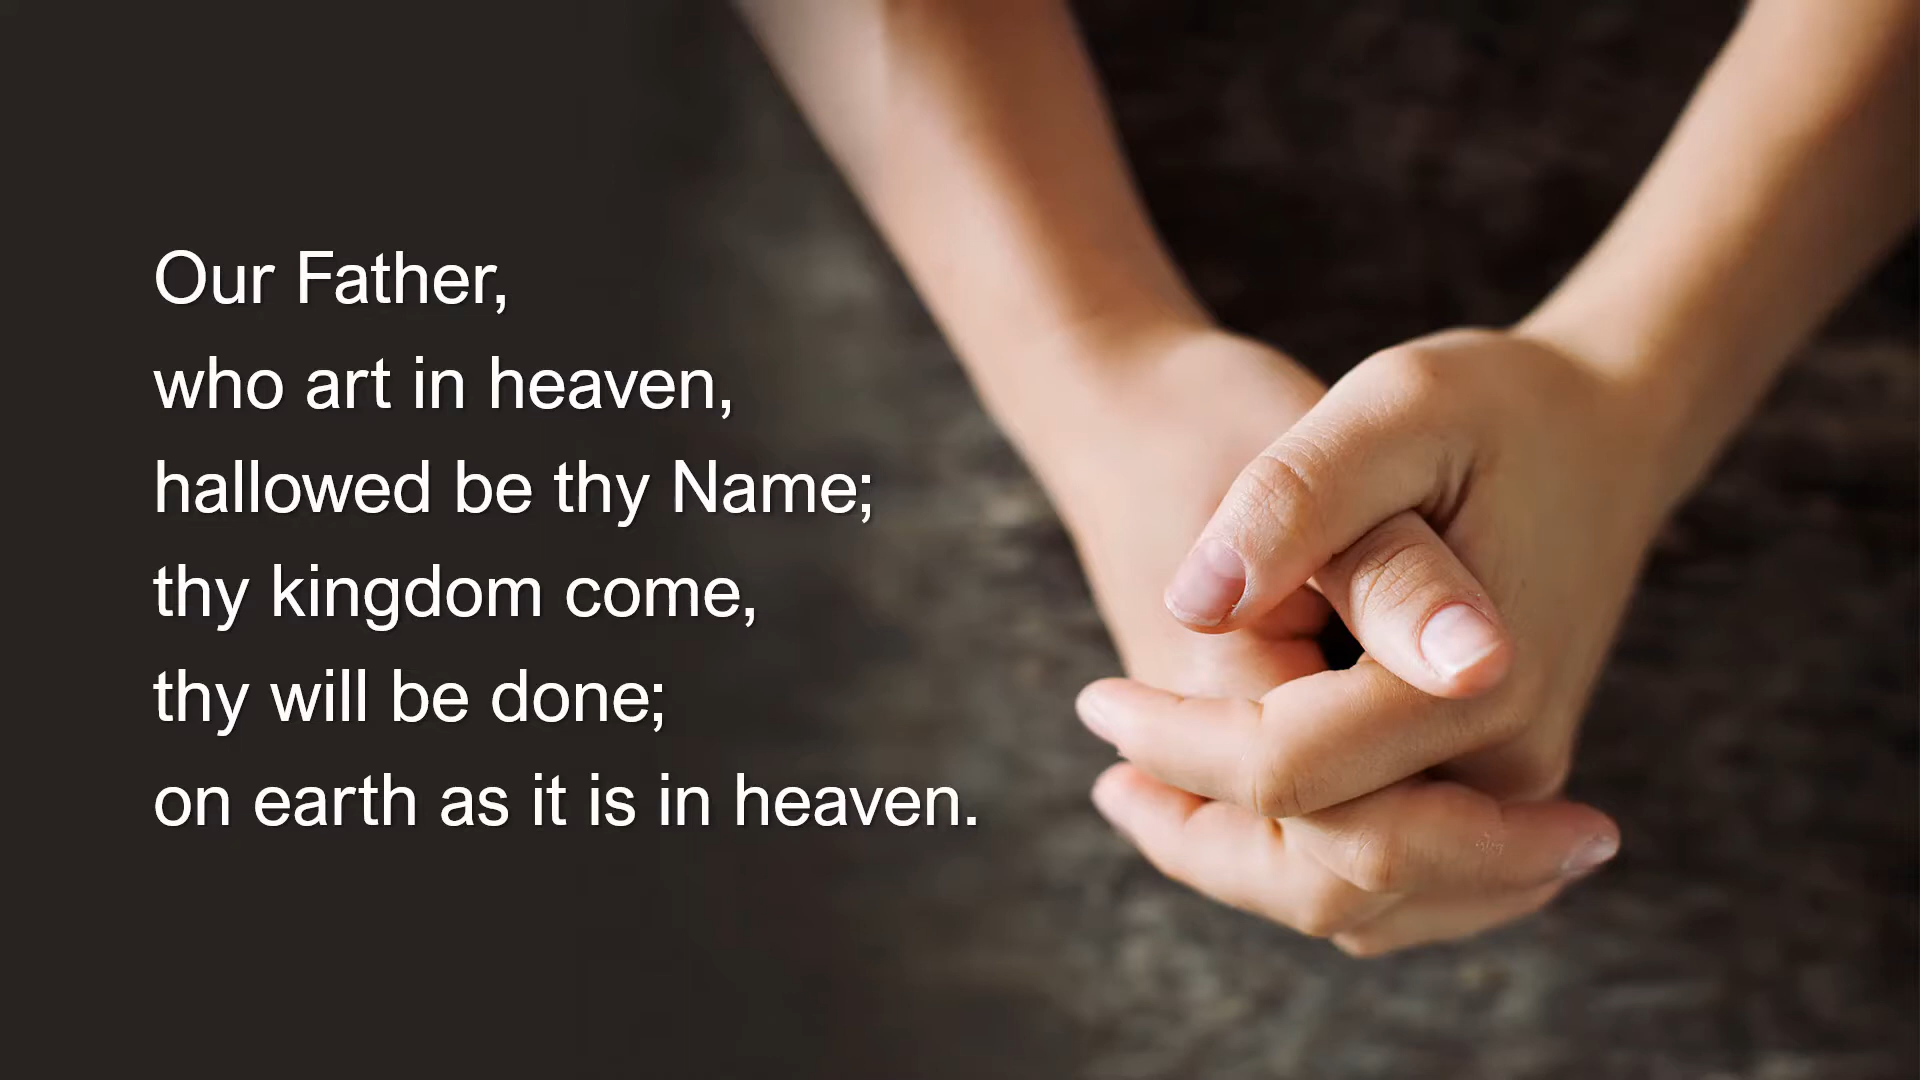 Our Father,
who art in heaven,
hallowed be thy Name;
thy kingdom come,
thy will be done;
on earth as it is in heaven.